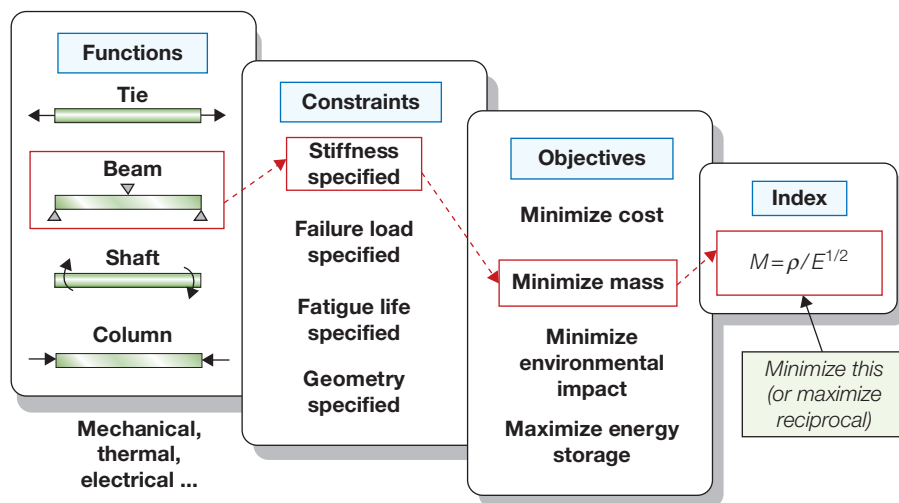 Functions
Tie
Beam
Shaft
Column
Mechanical,
thermal,
electrical ...
Constraints
Stiffness
specified
Failure load
specified
Fatigue life
specified
Geometry
specified
Objectives
Minimize cost
Minimize mass
Minimize
environmental
impact
Maximize energy
storage
Index
M = ρ/E^{1/2}
Minimize this
(or maximize
reciprocal)